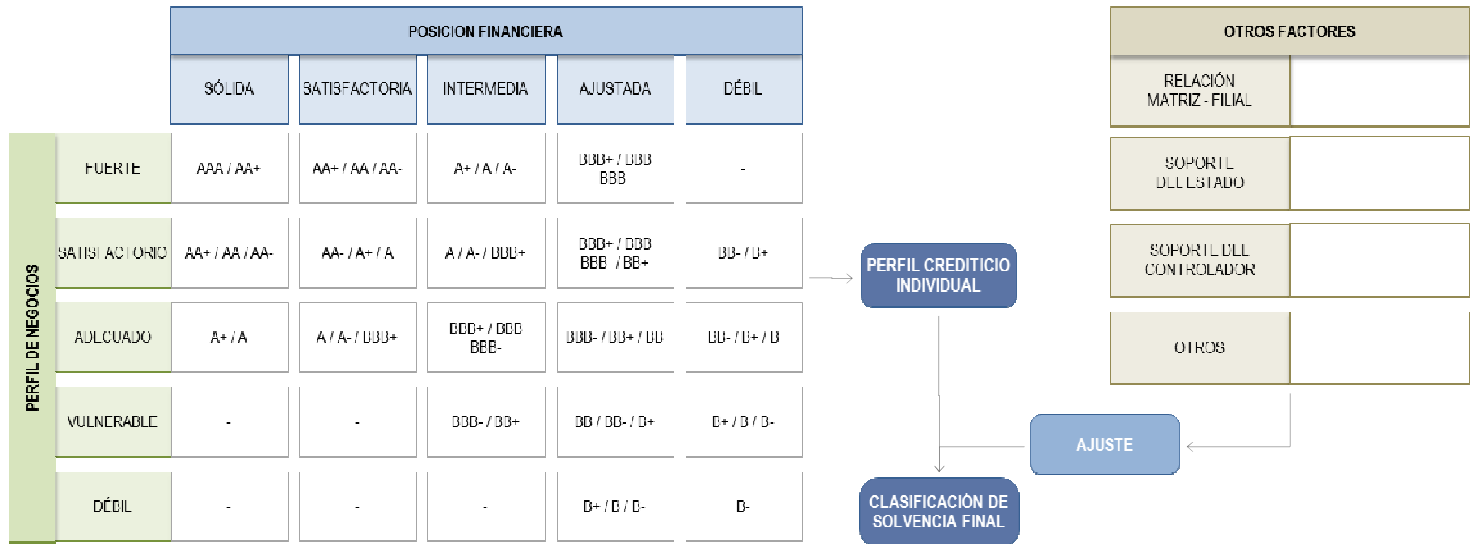 POSICION FINANCIERA
SÓLIDA
SATISFACTORIA
INTERMEDIA
AJUSTADA
DÉBIL
PERFIL DE NEGOCIOS
FUERTE
AAA / AA+
AA+ / AA / AA-
A+ / A / A-
BBB+ / BBB
BBB
-
SATISFACTORIO
AA+ / AA / AA-
AA- / A+ / A
A / A- / BBB+
BBB+ / BBB
BBB / BB+
BB- / B+
ADECUADO
A+ / A
A / A- / BBB+
BBB+ / BBB
BBB-
BBB- / BB+ / BB
BB- / B+ / B
VULNERABLE
-
-
BBB- / BB+
BB / BB- / B+
B+ / B / B-
DÉBIL
-
-
-
B+ / B / B-
B-
PERFIL CREDITICIO
INDIVIDUAL
CLASIFICACIÓN DE
SOLVENCIA FINAL
AJUSTE
OTROS FACTORES
RELACIÓN
MATRIZ - FILIAL
SOPORTE
DEL ESTADO
SOPORTE DEL
CONTROLADOR
OTROS